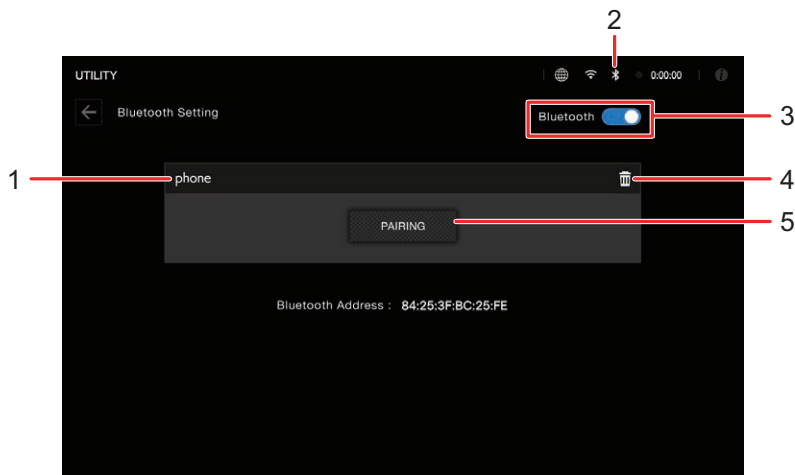 2
UTILITY 0:00:00
Bluetooth Setting Bluetooth 3
1 phone 4
PAIRING 5
Bluetooth Address : 84:25:3F:BC:25:FE